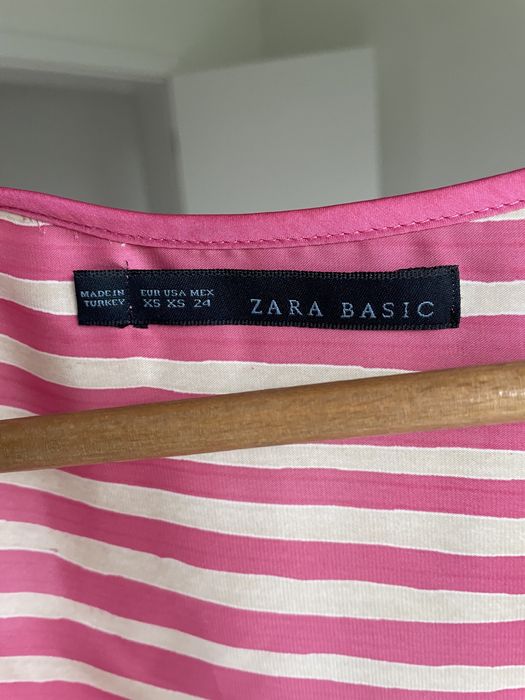 MADE IN
TURKEY
EUR USA MEX
XS XS 24
ZARA BASIC